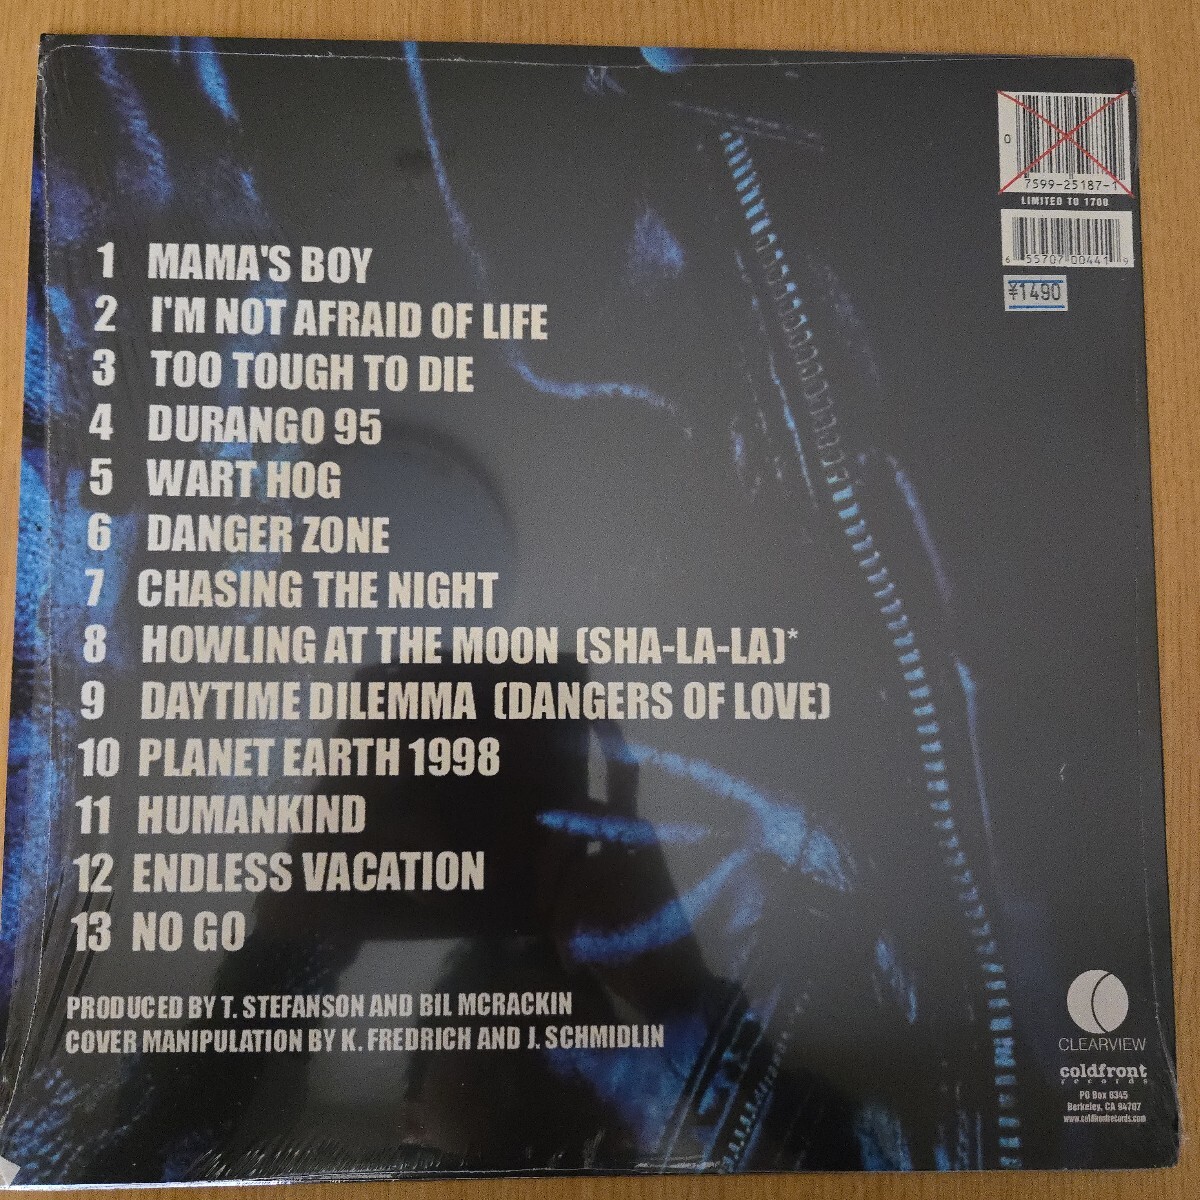 0
7599-25187-1
LIMITED TO 1700
6 55707 00441 9
¥1490
1 MAMA'S BOY
2 I'M NOT AFRAID OF LIFE
3 TOO TOUGH TO DIE
4 DURANGO 95
5 WART HOG
6 DANGER ZONE
7 CHASING THE NIGHT
8 HOWLING AT THE MOON (SHA-LA-LA)*
9 DAYTIME DILEMMA (DANGERS OF LOVE)
10 PLANET EARTH 1998
11 HUMANKIND
12 ENDLESS VACATION
13 NO GO
PRODUCED BY T. STEFANSON AND BIL MCRACKIN
COVER MANIPULATION BY K. FREDRICH AND J. SCHMIDLIN
CLEARVIEW
coldfront
records
PO Box 8345
Berkeley, CA 94707
www.coldfrontrecords.com